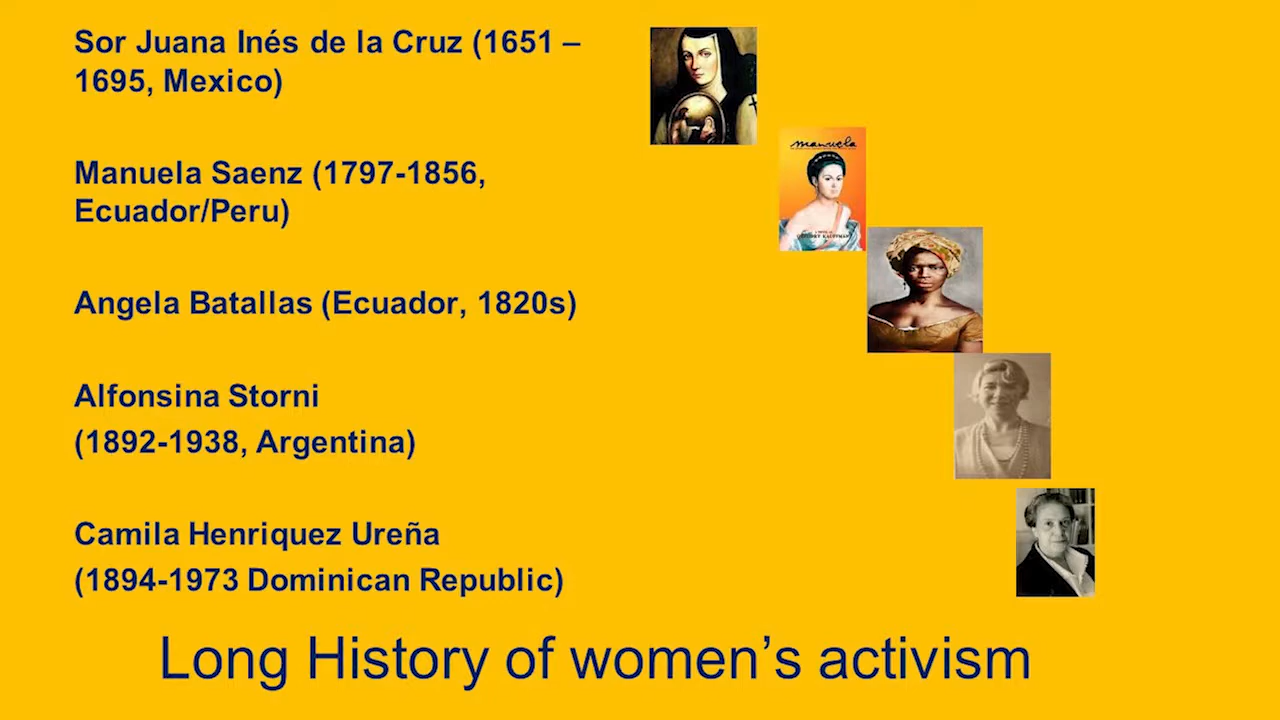 Sor Juana Inés de la Cruz (1651 –
1695, Mexico)
Manuela Saenz (1797-1856,
Ecuador/Peru)
Angela Batallas (Ecuador, 1820s)
Alfonsina Storni
(1892-1938, Argentina)
Camila Henriquez Ureña
(1894-1973 Dominican Republic)
manuela
Long History of women’s activism